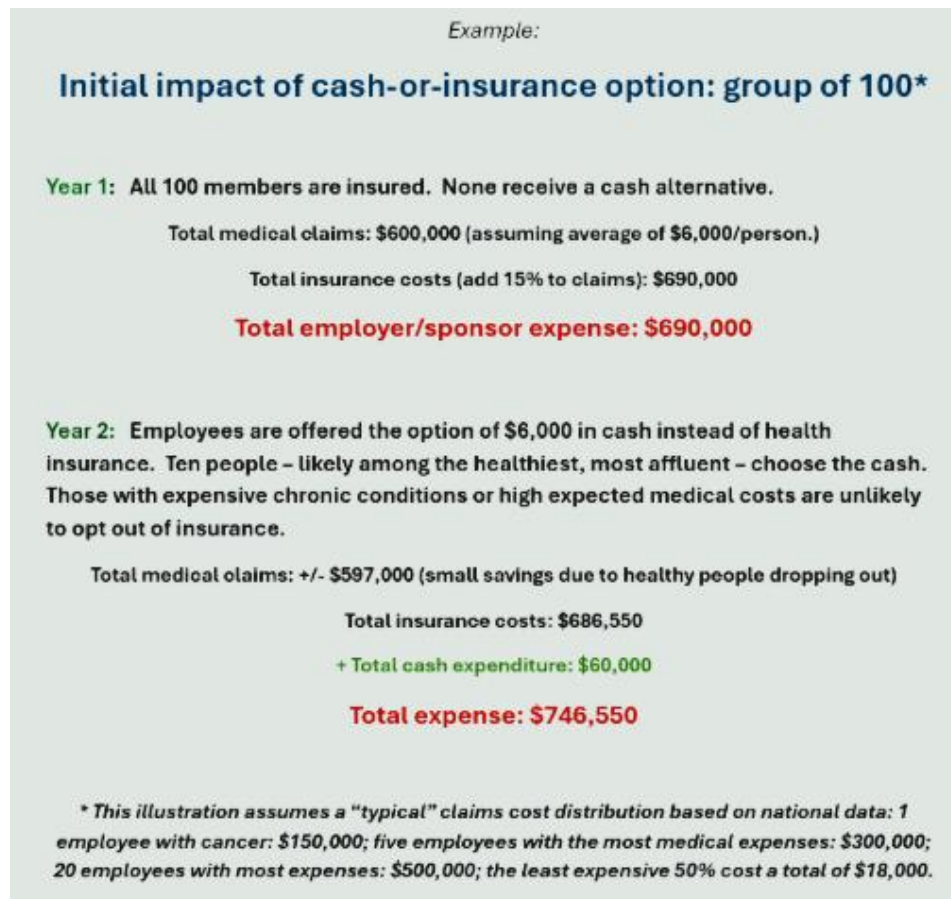 Example:
Initial impact of cash-or-insurance option: group of 100*
Year 1: All 100 members are insured. None receive a cash alternative.
Total medical claims: $600,000 (assuming average of $6,000/person.)
Total insurance costs (add 15% to claims): $690,000
Total employer/sponsor expense: $690,000
Year 2: Employees are offered the option of $6,000 in cash instead of health
insurance. Ten people – likely among the healthiest, most affluent – choose the cash.
Those with expensive chronic conditions or high expected medical costs are unlikely
to opt out of insurance.
Total medical claims: +/- $597,000 (small savings due to healthy people dropping out)
Total insurance costs: $686,550
+ Total cash expenditure: $60,000
Total expense: $746,550
* This illustration assumes a “typical” claims cost distribution based on national data: 1
employee with cancer: $150,000; five employees with the most medical expenses: $300,000;
20 employees with most expenses: $500,000; the least expensive 50% cost a total of $18,000.